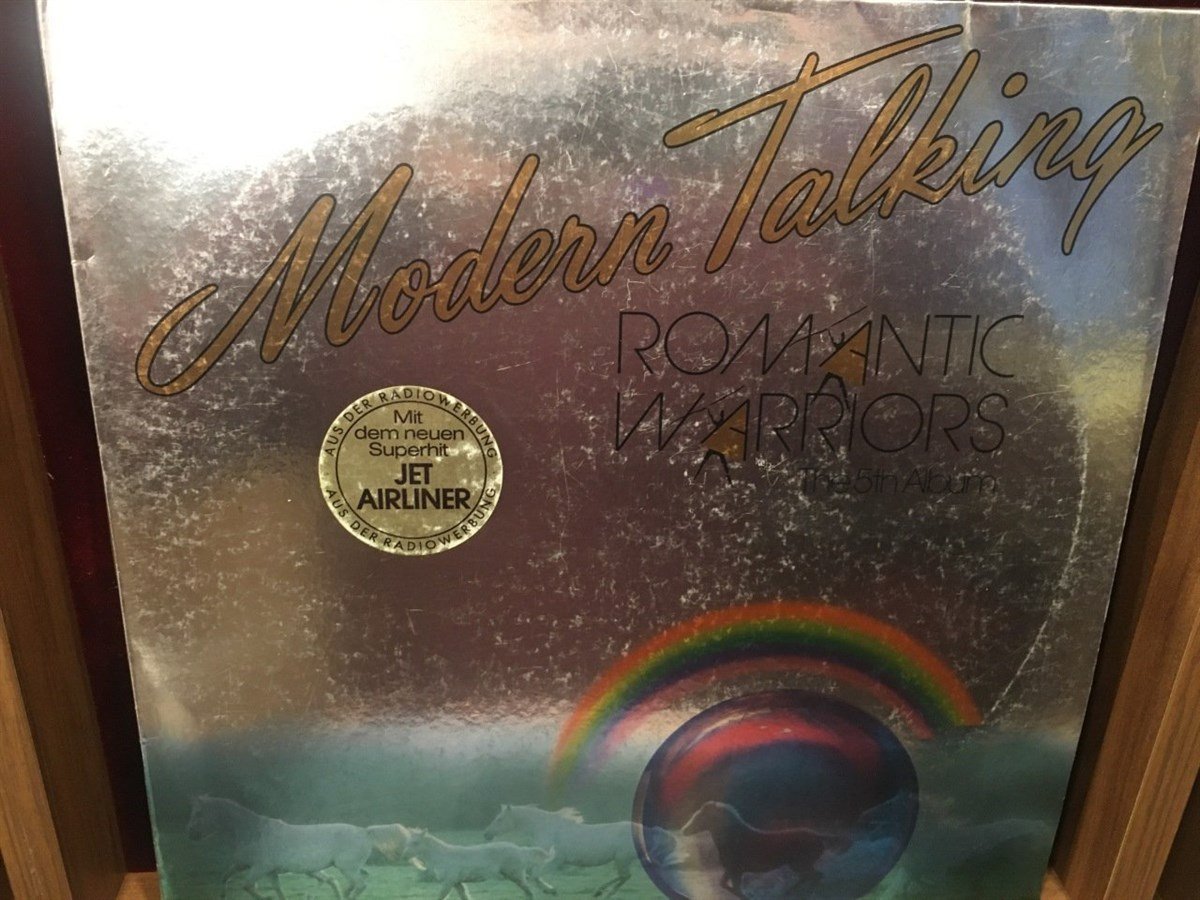 Modern Talking
ROMANTIC
WARRIORS
The 5th Album
AUS DER RADIOWERBUNG
Mit
dem neuen
Superhit
JET
AIRLINER
AUS DER RADIOWERBUNG